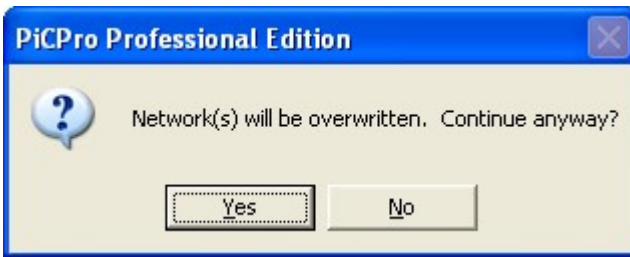 PiCPro Professional Edition
Network(s) will be overwritten. Continue anyway?
Yes No